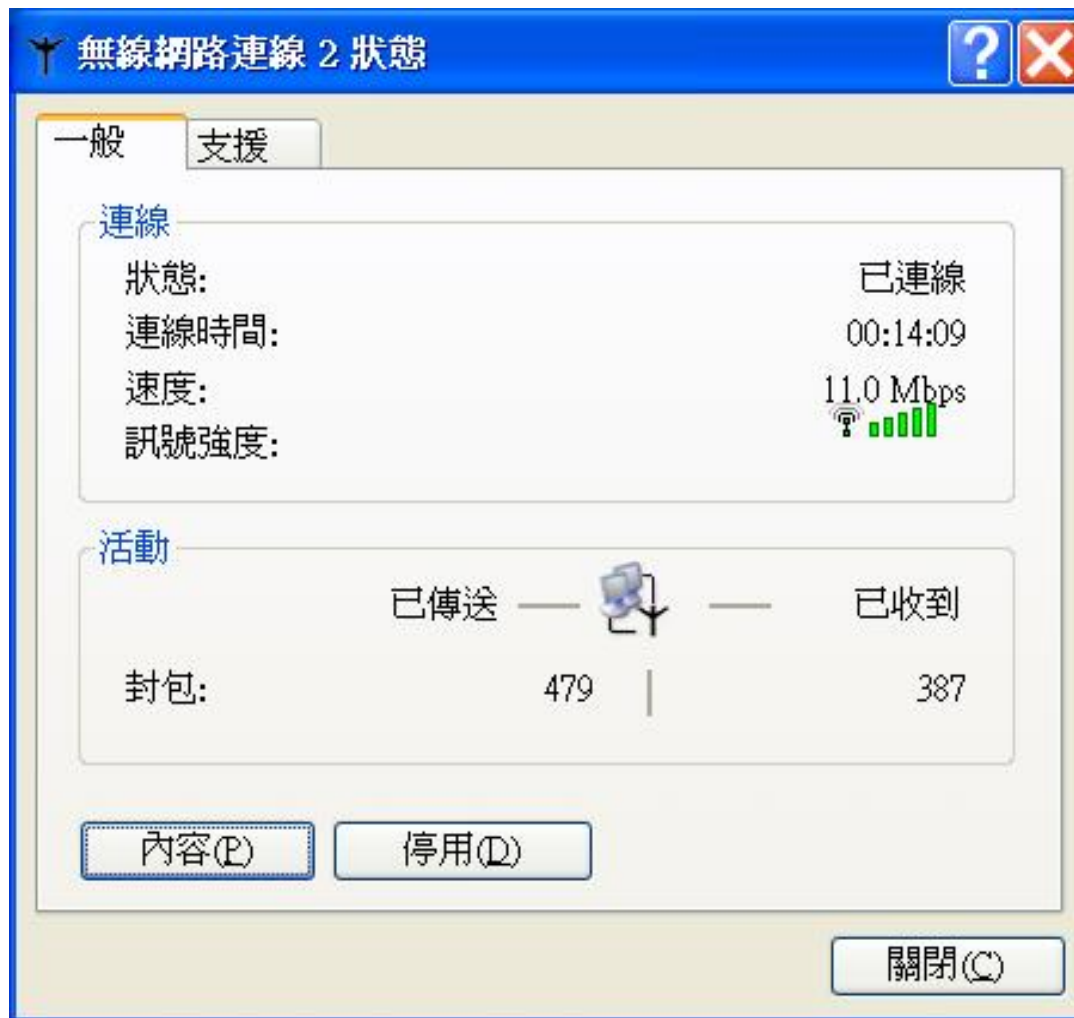 無線網路連線 2 狀態
一般 支援
連線
狀態: 已連線
連線時間: 00:14:09
速度: 11.0 Mbps
訊號強度:
活動
已傳送 已收到
封包: 479 387
內容(P) 停用(D)
關閉(C)